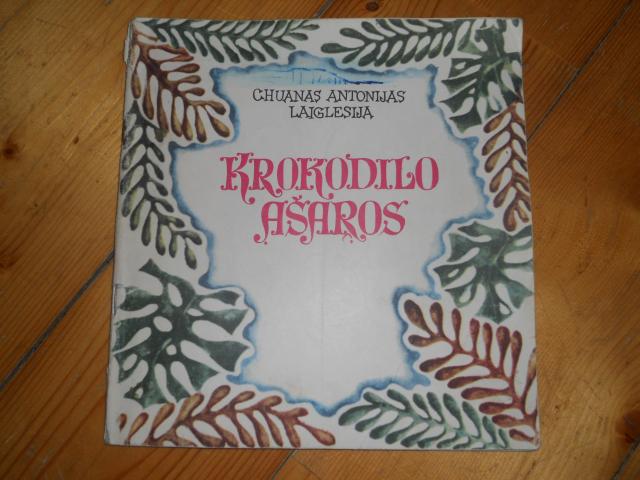 CHUANAS ANTONIJAS
LAIGLESIJA
KROKODILO
AŠAROS